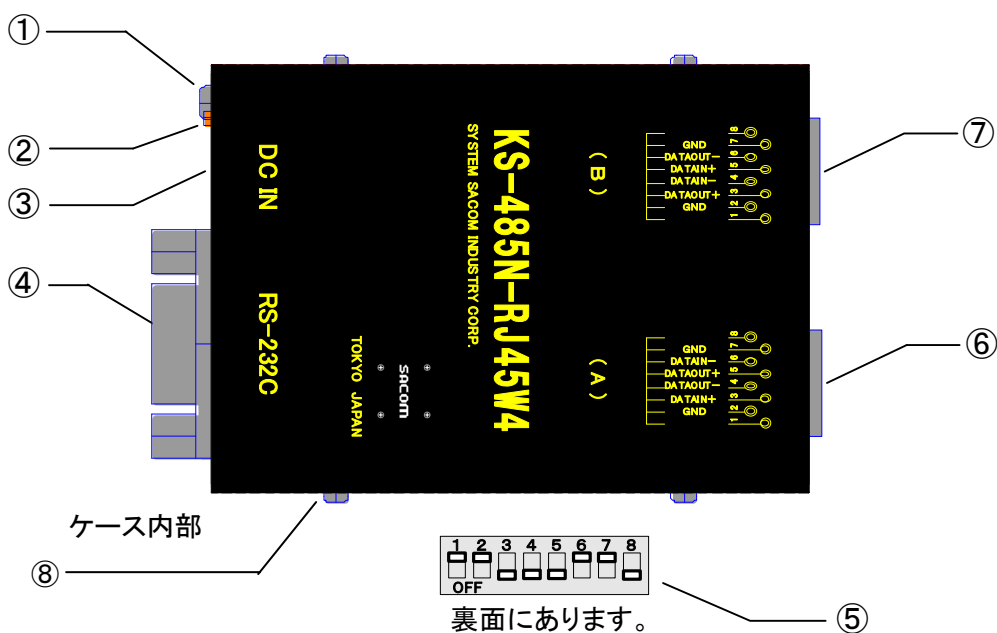 ①
②
③
④
⑤
⑥
⑦
⑧
DC IN
RS-232C
TOKYO JAPAN
SACOM
SYSTEM SACOM INDUSTRY CORP.
KS-485N-RJ45W4
(B)
8
GND 7
DATAOUT- 6
DATAIN+ 5
DATAIN- 4
DATAOUT+ 3
GND 2
1
(A)
8
GND 7
DATAIN- 6
DATAOUT+ 5
DATAOUT- 4
DATAIN+ 3
GND 2
1
ケース内部
1 2 3 4 5 6 7 8
OFF
裏面にあります。